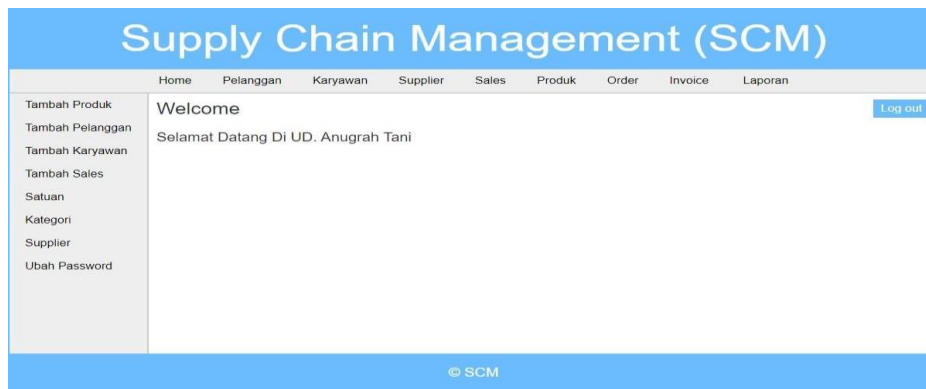 Supply Chain Management (SCM)
Home Pelanggan Karyawan Supplier Sales Produk Order Invoice Laporan
Tambah Produk
Tambah Pelanggan
Tambah Karyawan
Tambah Sales
Satuan
Kategori
Supplier
Ubah Password
Welcome
Log out
Selamat Datang Di UD. Anugrah Tani
© SCM